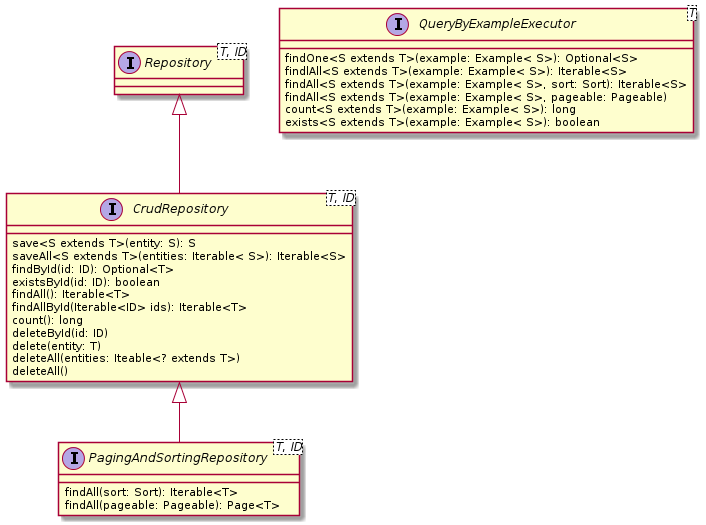 I Repository
T, ID
I QueryByExampleExecutor
T
findOne<S extends T>(example: Example< S>): Optional<S>
findlAll<S extends T>(example: Example< S>): Iterable<S>
findAll<S extends T>(example: Example< S>, sort: Sort): Iterable<S>
findAll<S extends T>(example: Example< S>, pageable: Pageable)
count<S extends T>(example: Example< S>): long
exists<S extends T>(example: Example< S>): boolean
I CrudRepository
T, ID
save<S extends T>(entity: S): S
saveAll<S extends T>(entities: Iterable< S>): Iterable<S>
findById(id: ID): Optional<T>
existsById(id: ID): boolean
findAll(): Iterable<T>
findAllById(Iterable<ID> ids): Iterable<T>
count(): long
deleteById(id: ID)
delete(entity: T)
deleteAll(entities: Iteable<? extends T>)
deleteAll()
I PagingAndSortingRepository
T, ID
findAll(sort: Sort): Iterable<T>
findAll(pageable: Pageable): Page<T>